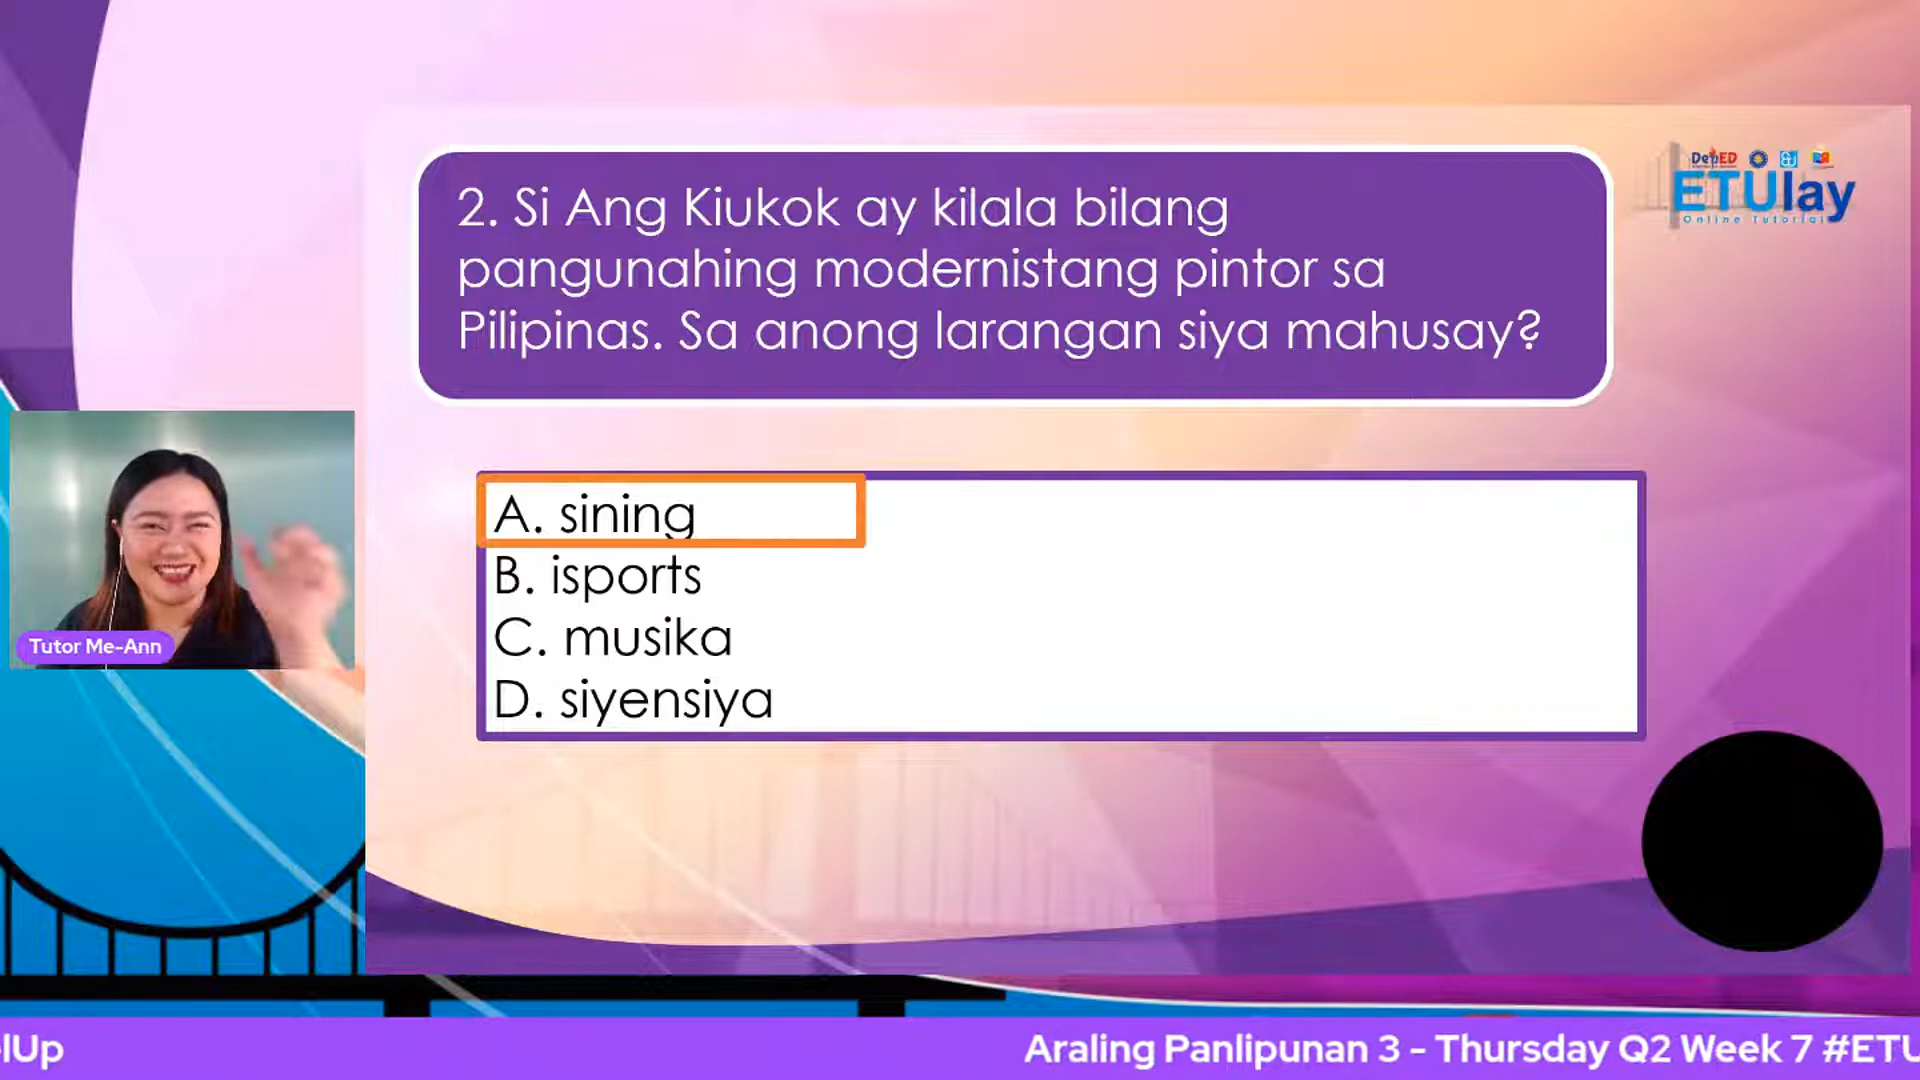 2. Si Ang Kiukok ay kilala bilang
pangunahing modernistang pintor sa
Pilipinas. Sa anong larangan siya mahusay?
DepED
ETUlay
Online Tutorial
A. sining
B. isports
C. musika
D. siyensiya
Tutor Me-Ann
lUp
Araling Panlipunan 3 - Thursday Q2 Week 7 #ETU